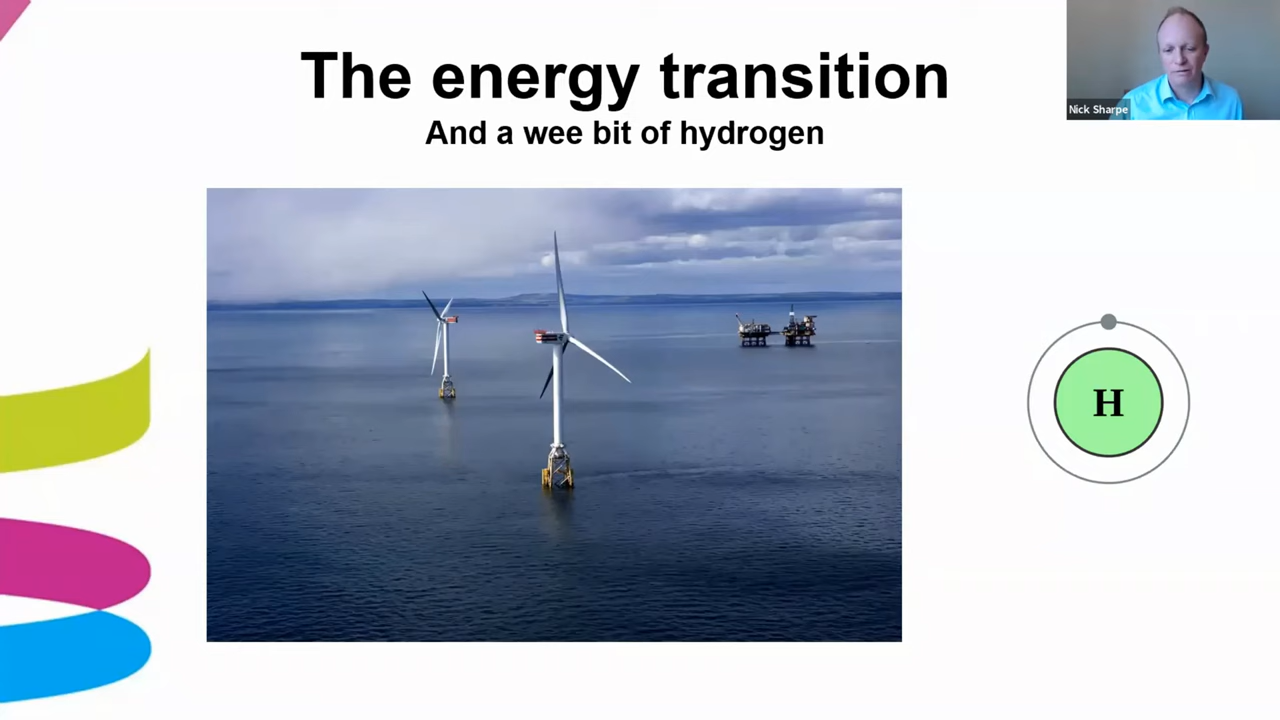 The energy transition
And a wee bit of hydrogen
Nick Sharpe
H